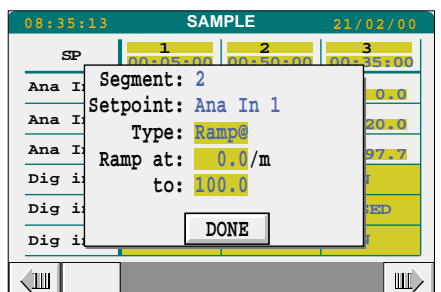 08:35:13 SAMPLE 21/02/00
SP 1 2 3
00:05:00 00:50:00 00:35:00
Segment: 2
Ana 0.0
Setpoint: Ana In 1
Ana 20.0
Type: Ramp@
Ana 97.7
Ramp at: 0.0/m
Dig
to: 100.0
Dig
DONE
Dig